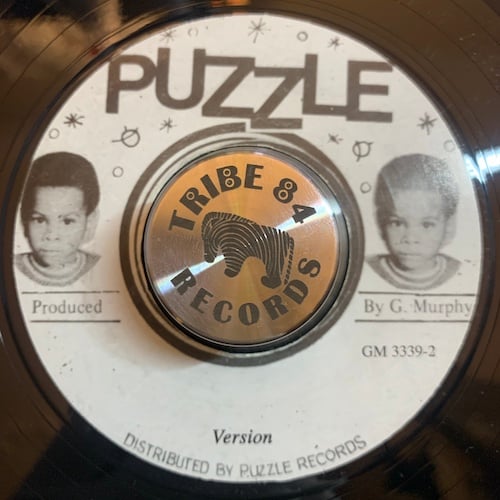 PUZZLE
TRIBE 84
RECORDS
Produced
By G. Murphy
GM 3339-2
Version
DISTRIBUTED BY PUZZLE RECORDS